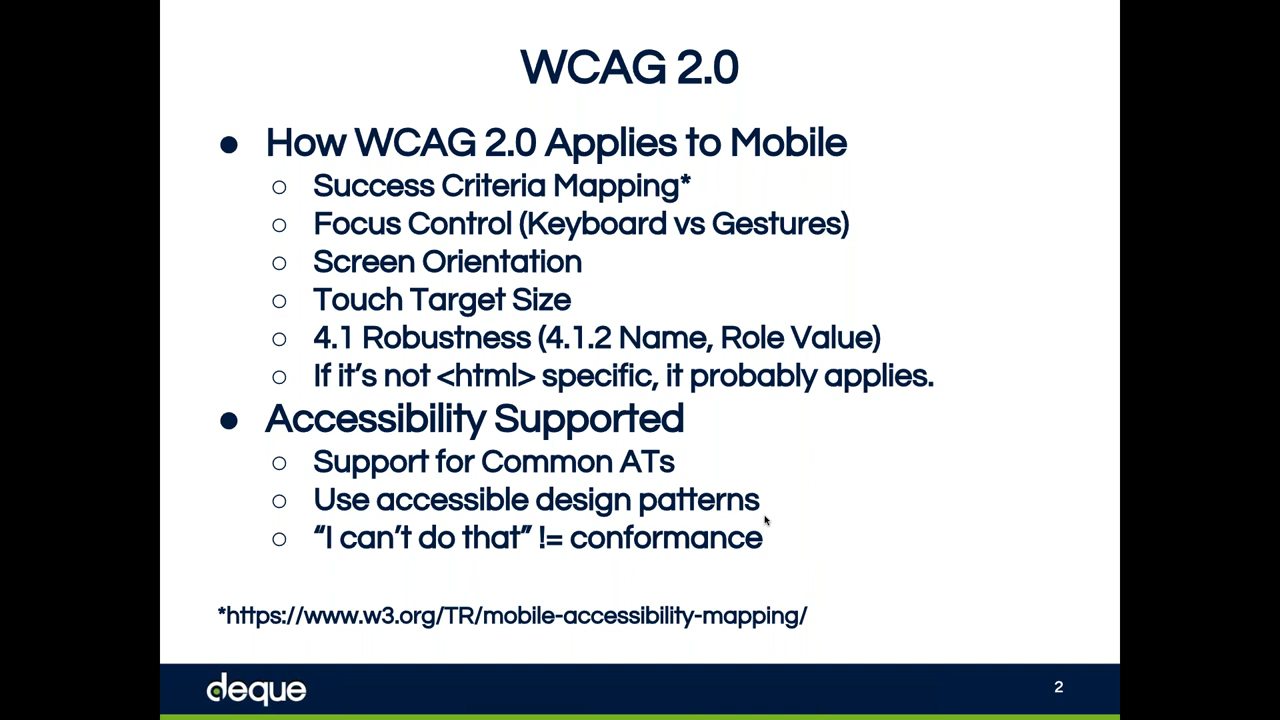 WCAG 2.0
● How WCAG 2.0 Applies to Mobile
○ Success Criteria Mapping*
○ Focus Control (Keyboard vs Gestures)
○ Screen Orientation
○ Touch Target Size
○ 4.1 Robustness (4.1.2 Name, Role Value)
○ If it’s not <html> specific, it probably applies.
● Accessibility Supported
○ Support for Common ATs
○ Use accessible design patterns
○ “I can’t do that” != conformance
*https://www.w3.org/TR/mobile-accessibility-mapping/
deque
2